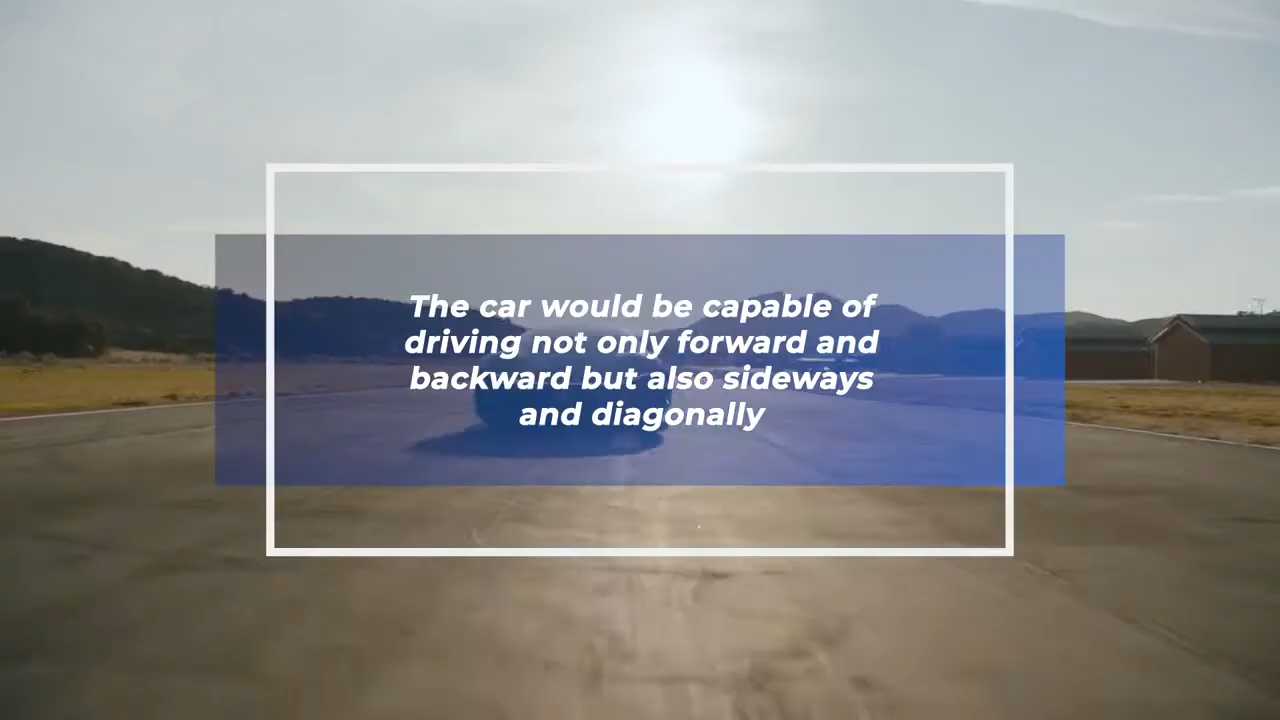 The car would be capable of
driving not only forward and
backward but also sideways
and diagonally